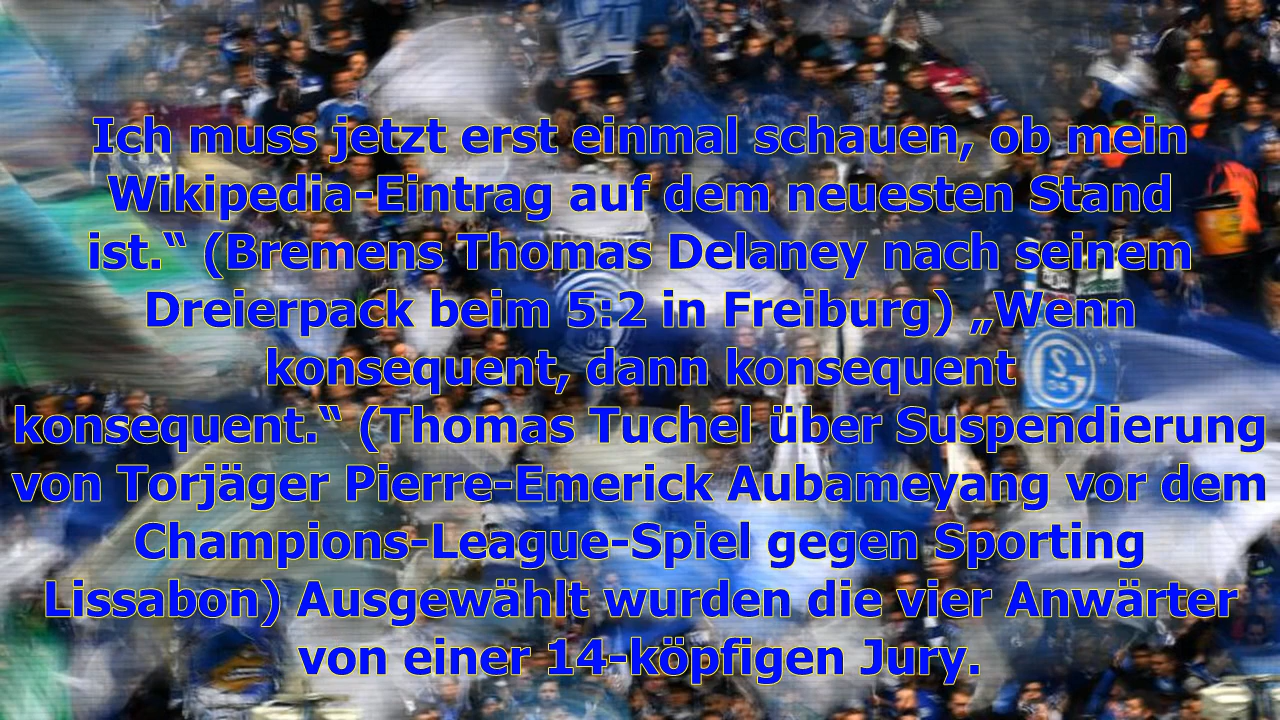 Ich muss jetzt erst einmal schauen, ob mein
Wikipedia-Eintrag auf dem neuesten Stand
ist.“ (Bremens Thomas Delaney nach seinem
Dreierpack beim 5:2 in Freiburg) „Wenn
konsequent, dann konsequent
konsequent.“ (Thomas Tuchel über Suspendierung
von Torjäger Pierre-Emerick Aubameyang vor dem
Champions-League-Spiel gegen Sporting
Lissabon) Ausgewählt wurden die vier Anwärter
von einer 14-köpfigen Jury.
S 04